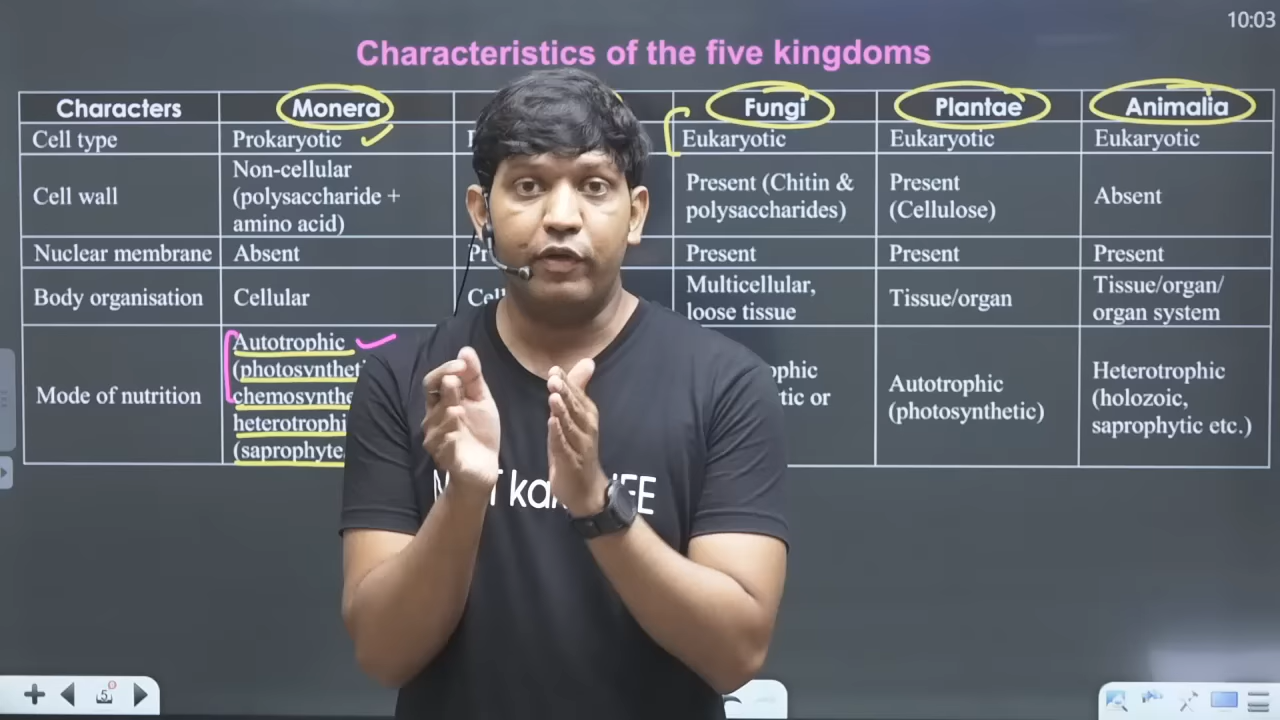 10:03
Characteristics of the five kingdoms
Characters Monera Fungi Plantae Animalia
Cell type Prokaryotic Eukaryotic Eukaryotic Eukaryotic
Cell wall
Non-cellular
(polysaccharide +
amino acid)
Present (Chitin &
polysaccharides)
Present
(Cellulose)
Absent
Nuclear membrane Absent Present Present Present
Body organisation Cellular
Multicellular,
loose tissue
Tissue/organ
Tissue/organ/
organ system
Mode of nutrition
Autotrophic
Autotrophic
(photosynthetic)
Heterotrophic
(holozoic,
saprophytic etc.)
or
5